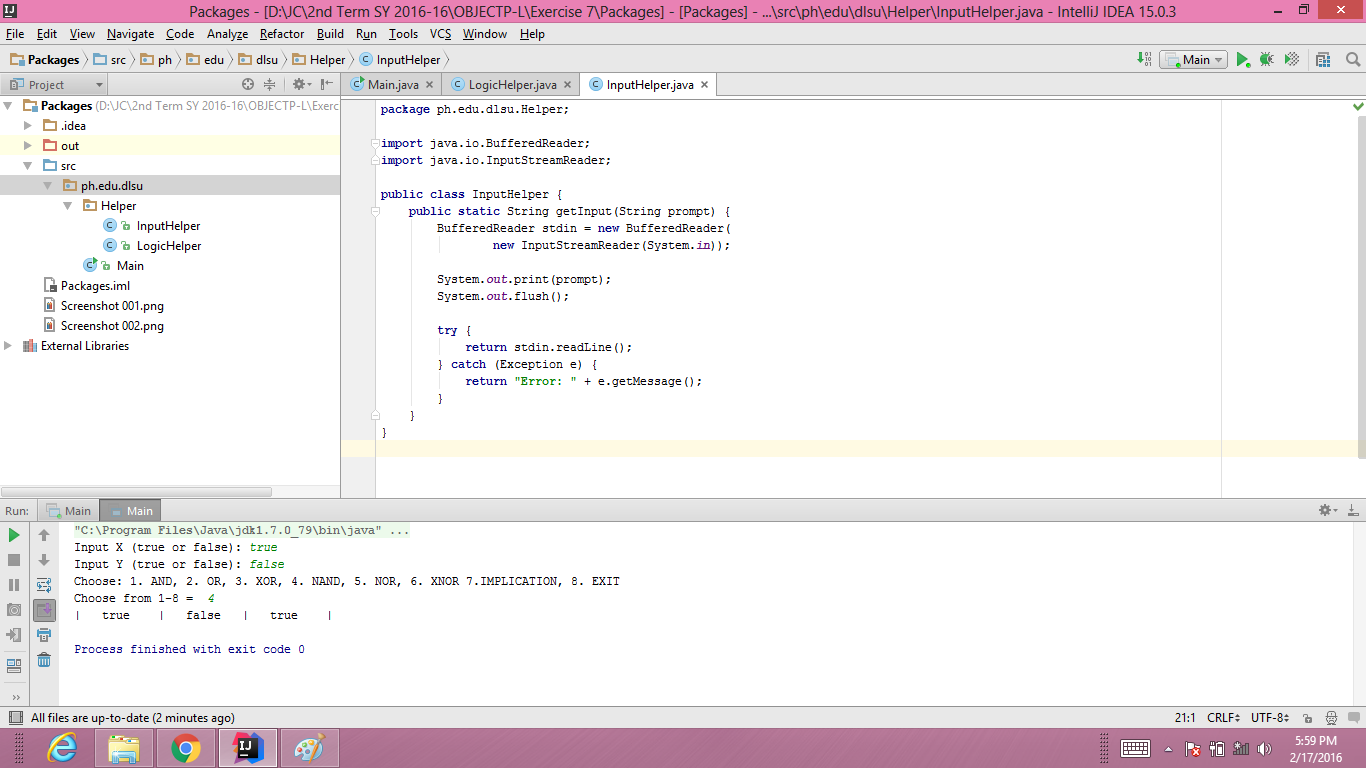 Packages - [D:\JC\2nd Term SY 2016-16\OBJECTP-L\Exercise 7\Packages] - [Packages] - ...\src\ph\edu\dlsu\Helper\InputHelper.java - IntelliJ IDEA 15.0.3
File Edit View Navigate Code Analyze Refactor Build Run Tools VCS Window Help
Packages src ph edu dlsu Helper InputHelper
Main
Project
Main.java LogicHelper.java InputHelper.java
Packages (D:\JC\2nd Term SY 2016-16\OBJECTP-L\Exerc
.idea
out
src
ph.edu.dlsu
Helper
InputHelper
LogicHelper
Main
Packages.iml
Screenshot 001.png
Screenshot 002.png
External Libraries
package ph.edu.dlsu.Helper;
import java.io.BufferedReader;
import java.io.InputStreamReader;
public class InputHelper {
public static String getInput(String prompt) {
BufferedReader stdin = new BufferedReader(
new InputStreamReader(System.in));
System.out.print(prompt);
System.out.flush();
try {
return stdin.readLine();
} catch (Exception e) {
return "Error: " + e.getMessage();
}
}
}
Run: Main Main
"C:\Program Files\Java\jdk1.7.0_79\bin\java" ...
Input X (true or false): true
Input Y (true or false): false
Choose: 1. AND, 2. OR, 3. XOR, 4. NAND, 5. NOR, 6. XNOR 7.IMPLICATION, 8. EXIT
Choose from 1-8 = 4
| true | false | true |
Process finished with exit code 0
All files are up-to-date (2 minutes ago)
21:1 CRLF UTF-8
5:59 PM
2/17/2016